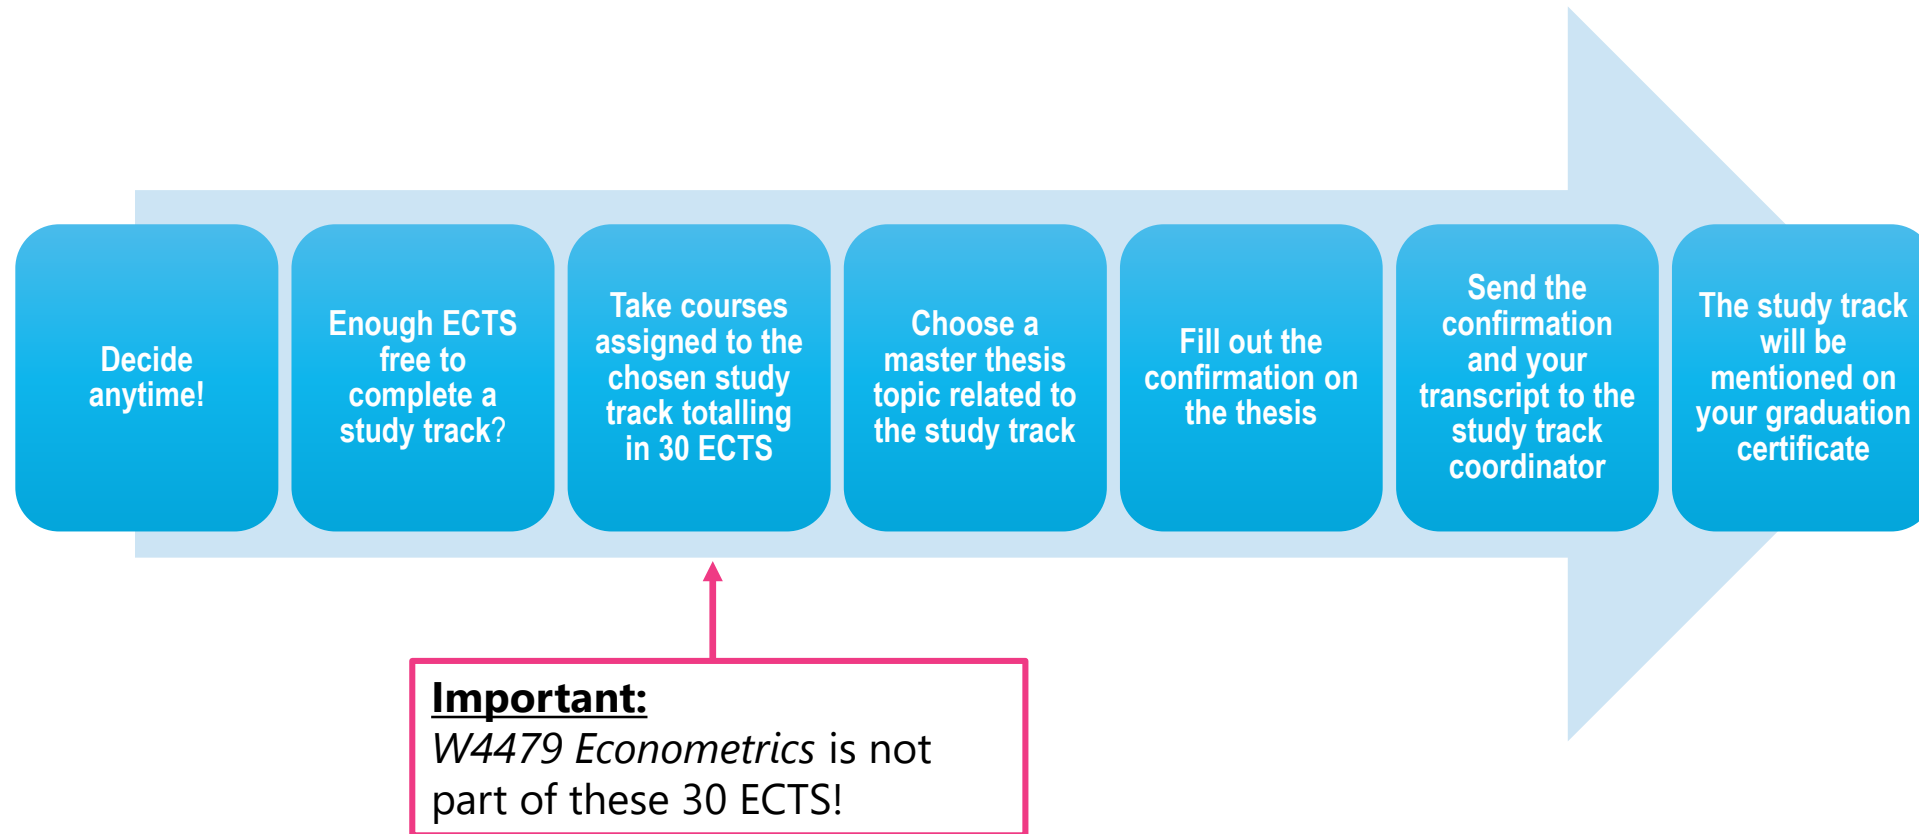 Decide
anytime!
Enough ECTS
free to
complete a
study track?
Take courses
assigned to the
chosen study
track totalling
in 30 ECTS
Choose a
master thesis
topic related to
the study track
Fill out the
confirmation on
the thesis
Send the
confirmation
and your
transcript to the
study track
coordinator
The study track
will be
mentioned on
your graduation
certificate
Important:
W4479 Econometrics is not
part of these 30 ECTS!